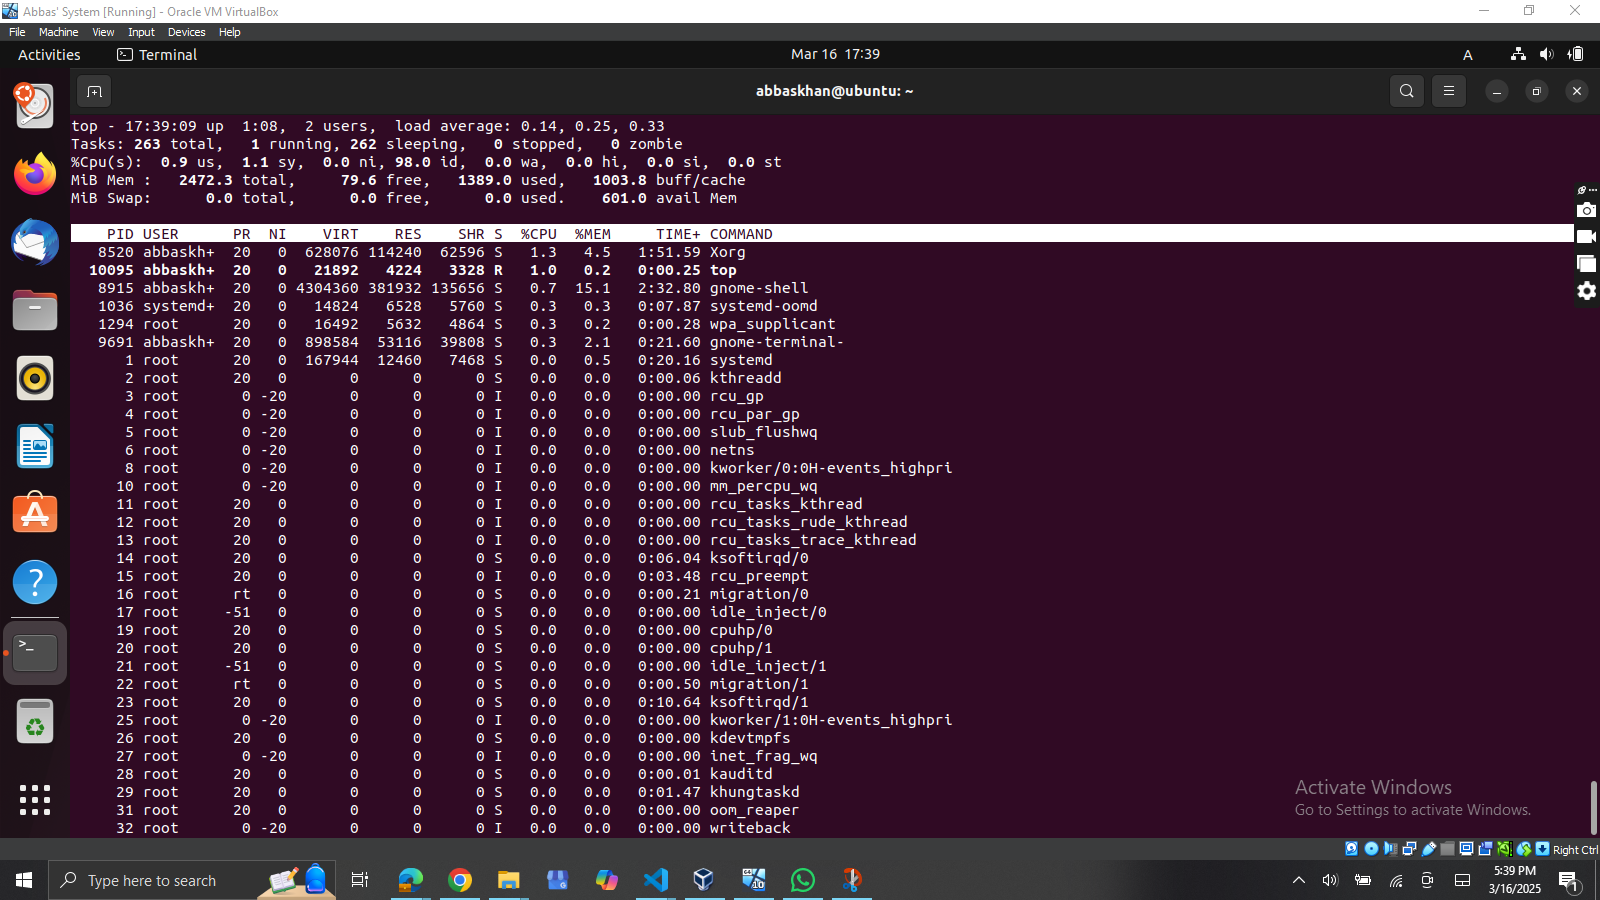 Abbas' System [Running] - Oracle VM VirtualBox
File Machine View Input Devices Help
Activities Terminal Mar 16 17:39 A
abbaskhan@ubuntu: ~
top - 17:39:09 up  1:08,  2 users,  load average: 0.14, 0.25, 0.33
Tasks: 263 total,   1 running, 262 sleeping,   0 stopped,   0 zombie
%Cpu(s):  0.9 us,  1.1 sy,  0.0 ni, 98.0 id,  0.0 wa,  0.0 hi,  0.0 si,  0.0 st
MiB Mem :   2472.3 total,     79.6 free,   1389.0 used,   1003.8 buff/cache
MiB Swap:      0.0 total,      0.0 free,      0.0 used.    601.0 avail Mem
PID USER PR NI VIRT RES SHR S %CPU %MEM TIME+ COMMAND
8520 abbaskh+ 20 0 628076 114240 62596 S 1.3 4.5 1:51.59 Xorg
10095 abbaskh+ 20 0 21892 4224 3328 R 1.0 0.2 0:00.25 top
8915 abbaskh+ 20 0 4304360 381932 135656 S 0.7 15.1 2:32.80 gnome-shell
1036 systemd+ 20 0 14824 6528 5760 S 0.3 0.3 0:07.87 systemd-oomd
1294 root 20 0 16492 5632 4864 S 0.3 0.2 0:00.28 wpa_supplicant
9691 abbaskh+ 20 0 898584 53116 39808 S 0.3 2.1 0:21.60 gnome-terminal-
1 root 20 0 167944 12460 7468 S 0.0 0.5 0:20.16 systemd
2 root 20 0 0 0 0 S 0.0 0.0 0:00.06 kthreadd
3 root 0 -20 0 0 0 I 0.0 0.0 0:00.00 rcu_gp
4 root 0 -20 0 0 0 I 0.0 0.0 0:00.00 rcu_par_gp
5 root 0 -20 0 0 0 I 0.0 0.0 0:00.00 slub_flushwq
6 root 0 -20 0 0 0 I 0.0 0.0 0:00.00 netns
8 root 0 -20 0 0 0 I 0.0 0.0 0:00.00 kworker/0:0H-events_highpri
10 root 0 -20 0 0 0 I 0.0 0.0 0:00.00 mm_percpu_wq
11 root 20 0 0 0 0 I 0.0 0.0 0:00.00 rcu_tasks_kthread
12 root 20 0 0 0 0 I 0.0 0.0 0:00.00 rcu_tasks_rude_kthread
13 root 20 0 0 0 0 I 0.0 0.0 0:00.00 rcu_tasks_trace_kthread
14 root 20 0 0 0 0 S 0.0 0.0 0:06.04 ksoftirqd/0
15 root 20 0 0 0 0 I 0.0 0.0 0:03.48 rcu_preempt
16 root rt 0 0 0 0 S 0.0 0.0 0:00.21 migration/0
17 root -51 0 0 0 0 S 0.0 0.0 0:00.00 idle_inject/0
19 root 20 0 0 0 0 S 0.0 0.0 0:00.00 cpuhp/0
20 root 20 0 0 0 0 S 0.0 0.0 0:00.00 cpuhp/1
21 root -51 0 0 0 0 S 0.0 0.0 0:00.00 idle_inject/1
22 root rt 0 0 0 0 S 0.0 0.0 0:00.50 migration/1
23 root 20 0 0 0 0 S 0.0 0.0 0:10.64 ksoftirqd/1
25 root 0 -20 0 0 0 I 0.0 0.0 0:00.00 kworker/1:0H-events_highpri
26 root 20 0 0 0 0 S 0.0 0.0 0:00.00 kdevtmpfs
27 root 0 -20 0 0 0 I 0.0 0.0 0:00.00 inet_frag_wq
28 root 20 0 0 0 0 S 0.0 0.0 0:00.01 kauditd
29 root 20 0 0 0 0 S 0.0 0.0 0:01.47 khungtaskd
31 root 20 0 0 0 0 S 0.0 0.0 0:00.00 oom_reaper
32 root 0 -20 0 0 0 I 0.0 0.0 0:00.00 writeback
Activate Windows
Go to Settings to activate Windows.
Right Ctrl
Type here to search
5:39 PM
3/16/2025
1